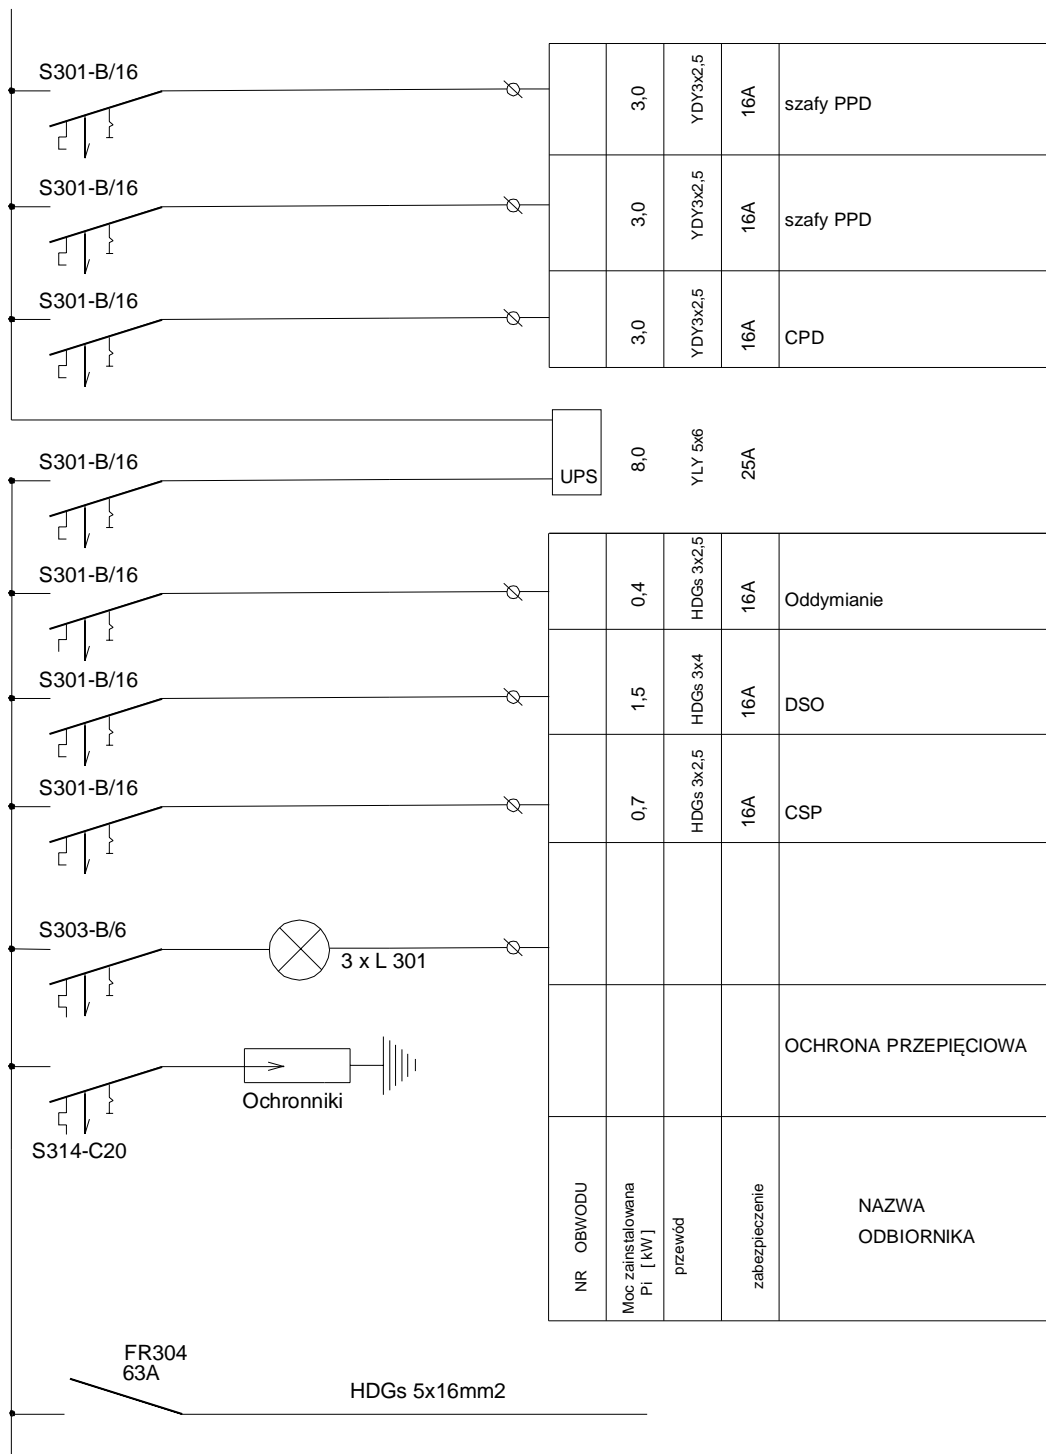 S301-B/16
3,0
YDY3x2,5
16A
szafy PPD
S301-B/16
3,0
YDY3x2,5
16A
szafy PPD
S301-B/16
3,0
YDY3x2,5
16A
CPD
S301-B/16
UPS
8,0
YLY 5x6
25A
S301-B/16
0,4
HDGs 3x2,5
16A
Oddymianie
S301-B/16
1,5
HDGs 3x4
16A
DSO
S301-B/16
0,7
HDGs 3x2,5
16A
CSP
S303-B/6
3 x L 301
OCHRONA PRZEPIĘCIOWA
Ochronniki
S314-C20
NR OBWODU
Moc zainstalowana
Pi [ kW ]
przewód
zabezpieczenie
NAZWA
ODBIORNIKA
FR304
63A
HDGs 5x16mm2